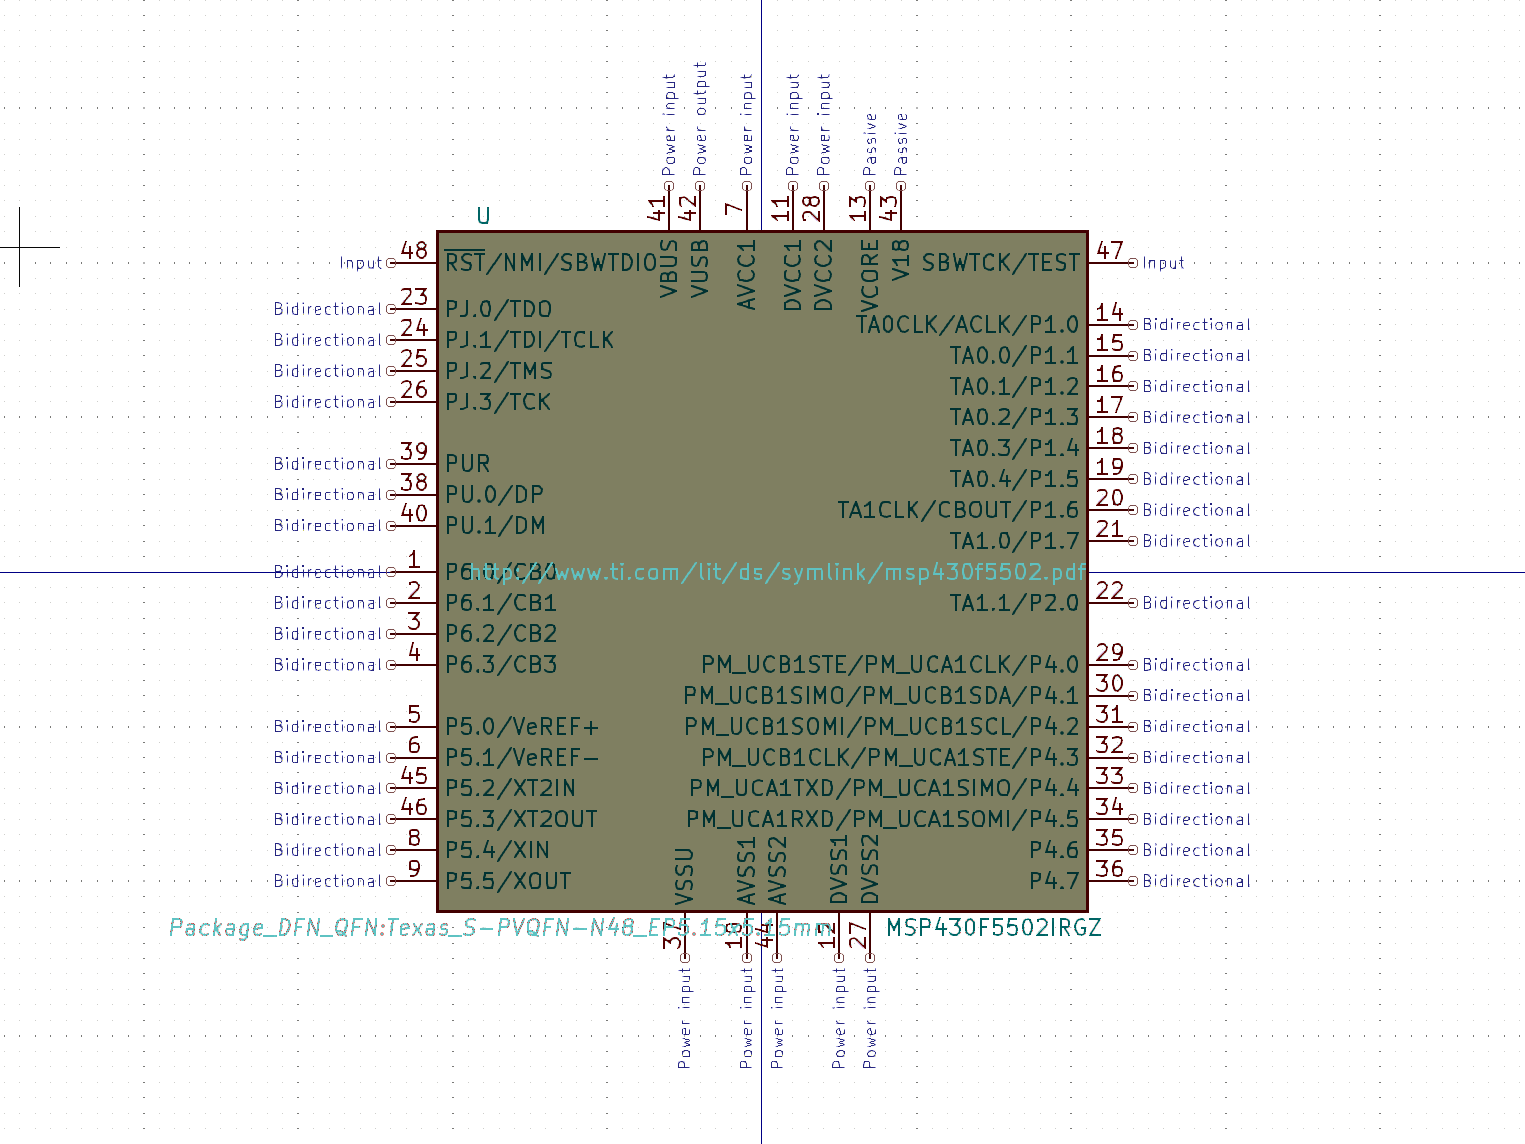 Power input
Power output
Power input
Power input
Power input
Passive
Passive
41
42
7
11
28
13
43
U
VBUS
VUSB
AVCC1
DVCC1
DVCC2
VCORE
V18
Input 48 RST/NMI/SBWTDIO
SBWTCK/TEST 47 Input
Bidirectional 23 PJ.0/TDO
TA0CLK/ACLK/P1.0 14 Bidirectional
Bidirectional 24 PJ.1/TDI/TCLK
TA0.0/P1.1 15 Bidirectional
Bidirectional 25 PJ.2/TMS
TA0.1/P1.2 16 Bidirectional
Bidirectional 26 PJ.3/TCK
TA0.2/P1.3 17 Bidirectional
TA0.3/P1.4 18 Bidirectional
Bidirectional 39 PUR
TA0.4/P1.5 19 Bidirectional
Bidirectional 38 PU.0/DP
TA1CLK/CBOUT/P1.6 20 Bidirectional
Bidirectional 40 PU.1/DM
TA1.0/P1.7 21 Bidirectional
Bidirectional 1 P6.0/CB0
http://www.ti.com/lit/ds/symlink/msp430f5502.pdf
Bidirectional 2 P6.1/CB1
TA1.1/P2.0 22 Bidirectional
Bidirectional 3 P6.2/CB2
Bidirectional 4 P6.3/CB3
PM_UCB1STE/PM_UCA1CLK/P4.0 29 Bidirectional
PM_UCB1SIMO/PM_UCB1SDA/P4.1 30 Bidirectional
Bidirectional 5 P5.0/VeREF+
PM_UCB1SOMI/PM_UCB1SCL/P4.2 31 Bidirectional
Bidirectional 6 P5.1/VeREF-
PM_UCB1CLK/PM_UCA1STE/P4.3 32 Bidirectional
Bidirectional 45 P5.2/XT2IN
PM_UCA1TXD/PM_UCA1SIMO/P4.4 33 Bidirectional
Bidirectional 46 P5.3/XT2OUT
PM_UCA1RXD/PM_UCA1SOMI/P4.5 34 Bidirectional
Bidirectional 8 P5.4/XIN
P4.6 35 Bidirectional
Bidirectional 9 P5.5/XOUT
P4.7 36 Bidirectional
VSSU
AVSS1
AVSS2
DVSS1
DVSS2
Package_DFN_QFN:Texas_S-PVQFN-N48_EP5.15x5.15mm
MSP430F5502IRGZ
37
44
12
27
Power input
Power input
Power input
Power input
Power input